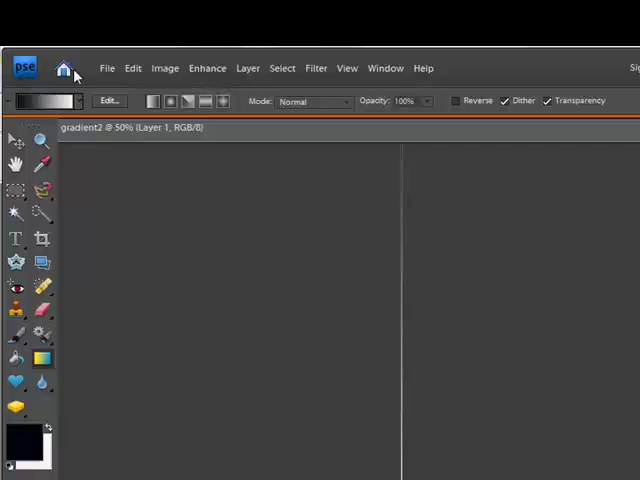 pse File Edit Image Enhance Layer Select Filter View Window Help
Edit... Mode: Normal Opacity: 100% Reverse Dither Transparency
gradient2 @ 50% (Layer 1, RGB/8)
T